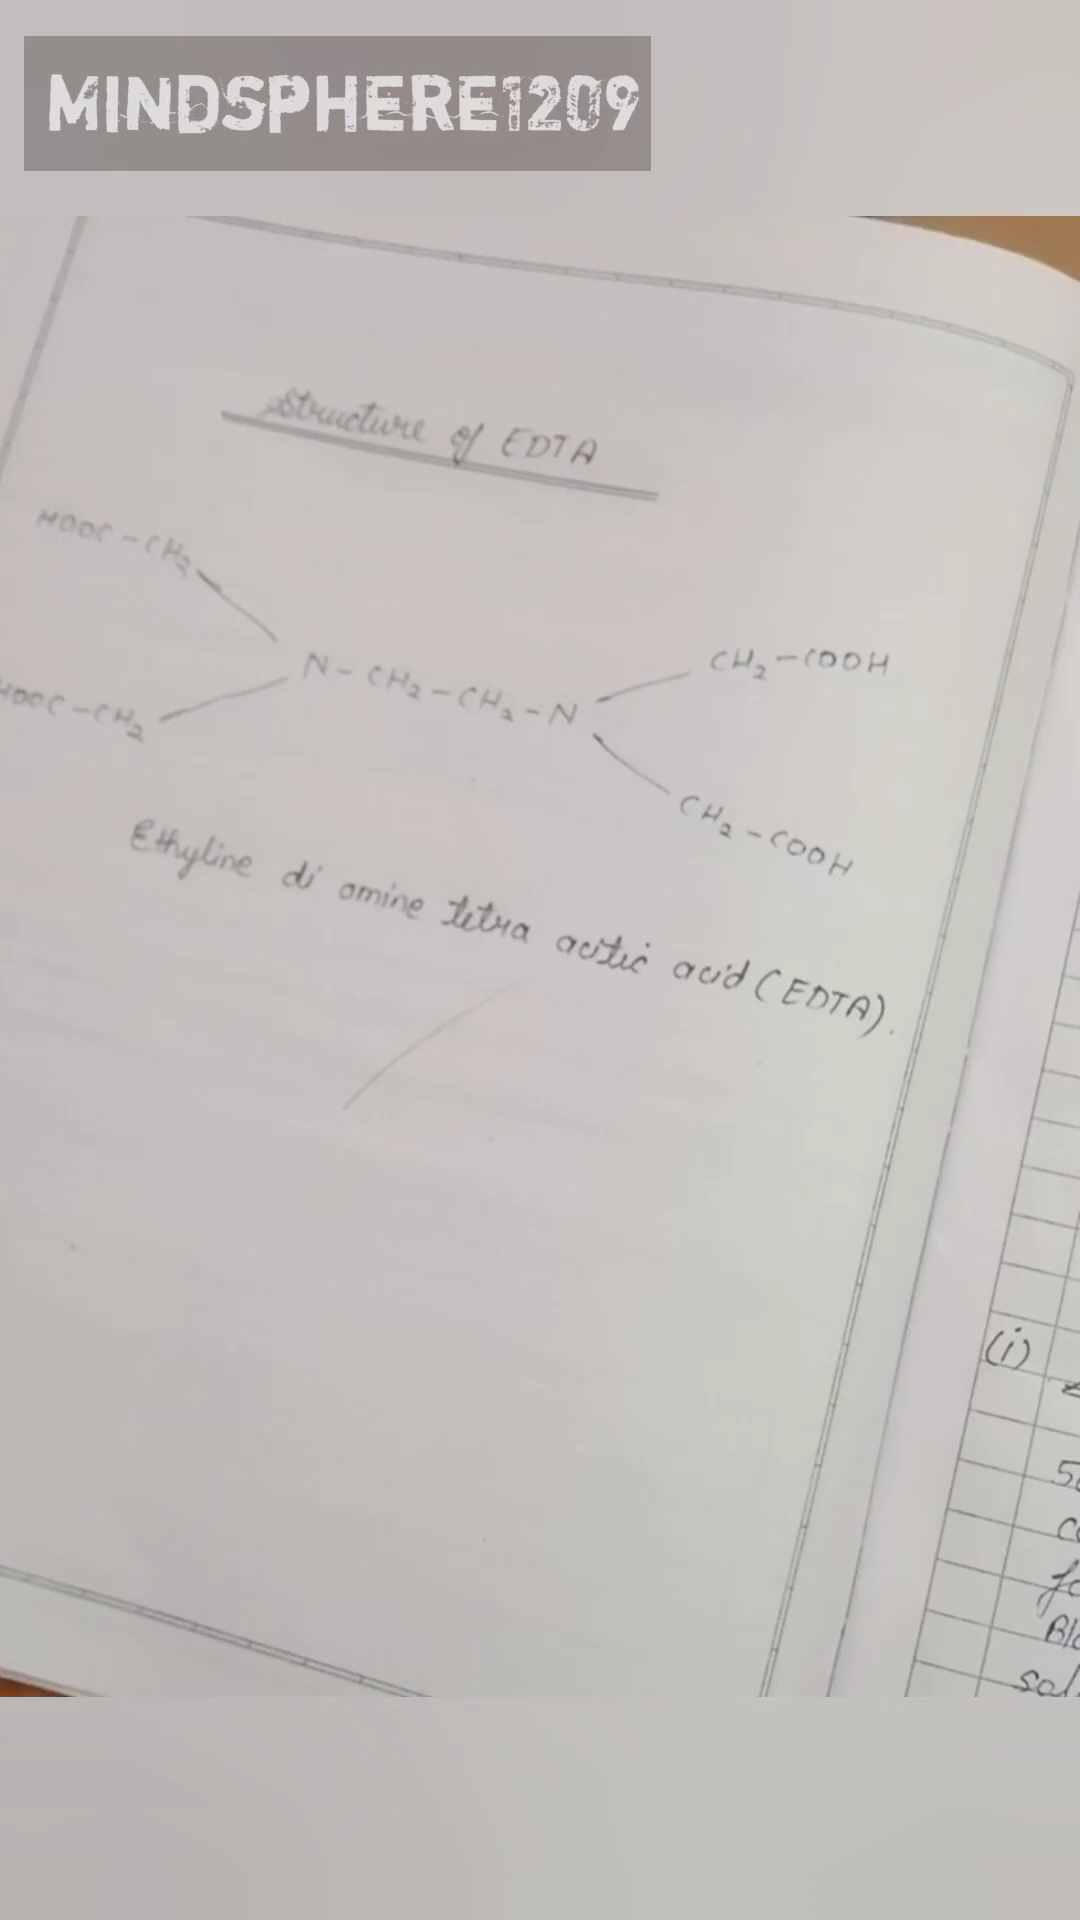 MINDSPHERE1209
Structure of EDTA
HOOC-CH2
CH2-COOH
N-CH2-CH2-N
HOOC-CH2
CH2-COOH
Ethyline di amine tetra acitic acid (EDTA).
(i)